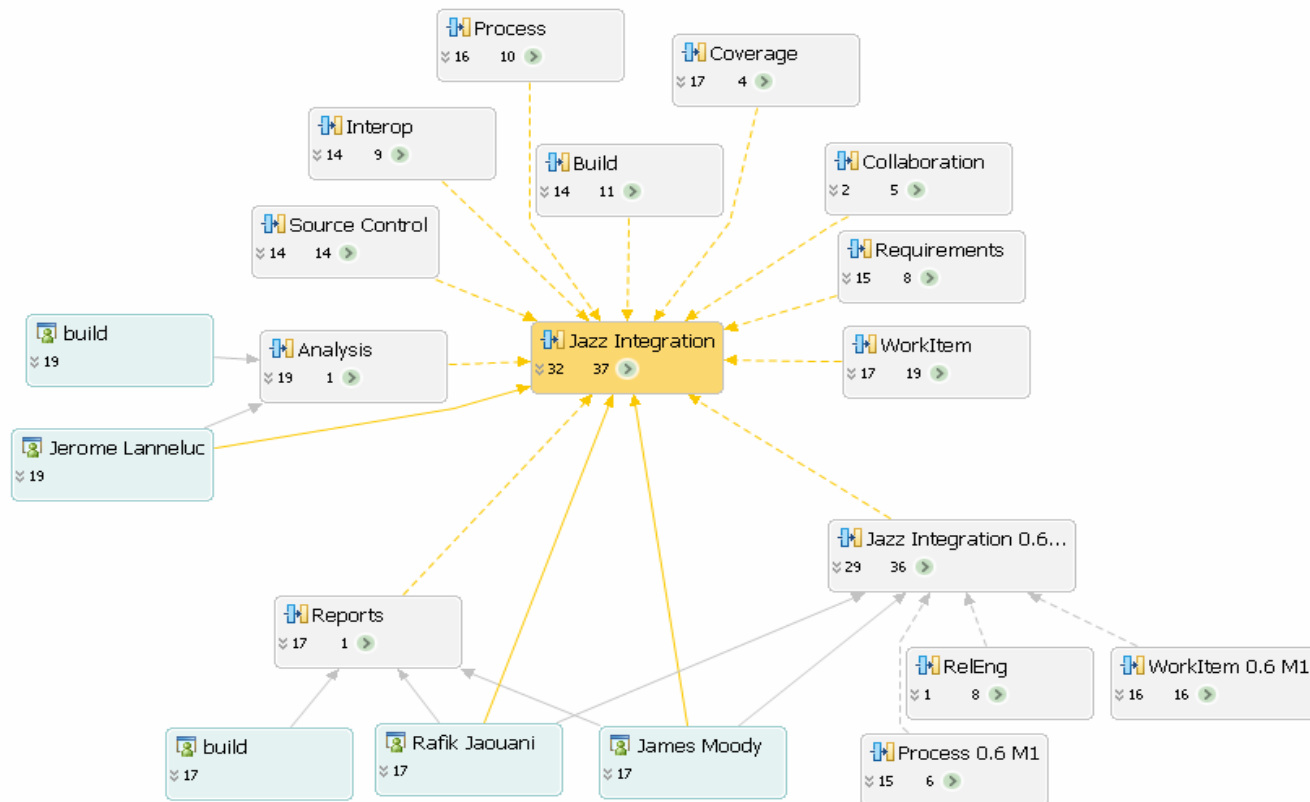 Process
16 10
Coverage
17 4
Interop
14 9
Build
14 11
Collaboration
2 5
Source Control
14 14
Requirements
15 8
build
19
Analysis
19 1
Jazz Integration
32 37
WorkItem
17 19
Jerome Lanneluc
19
Jazz Integration 0.6...
29 36
Reports
17 1
RelEng
1 8
WorkItem 0.6 M1
16 16
build
17
Rafik Jaouani
17
James Moody
17
Process 0.6 M1
15 6